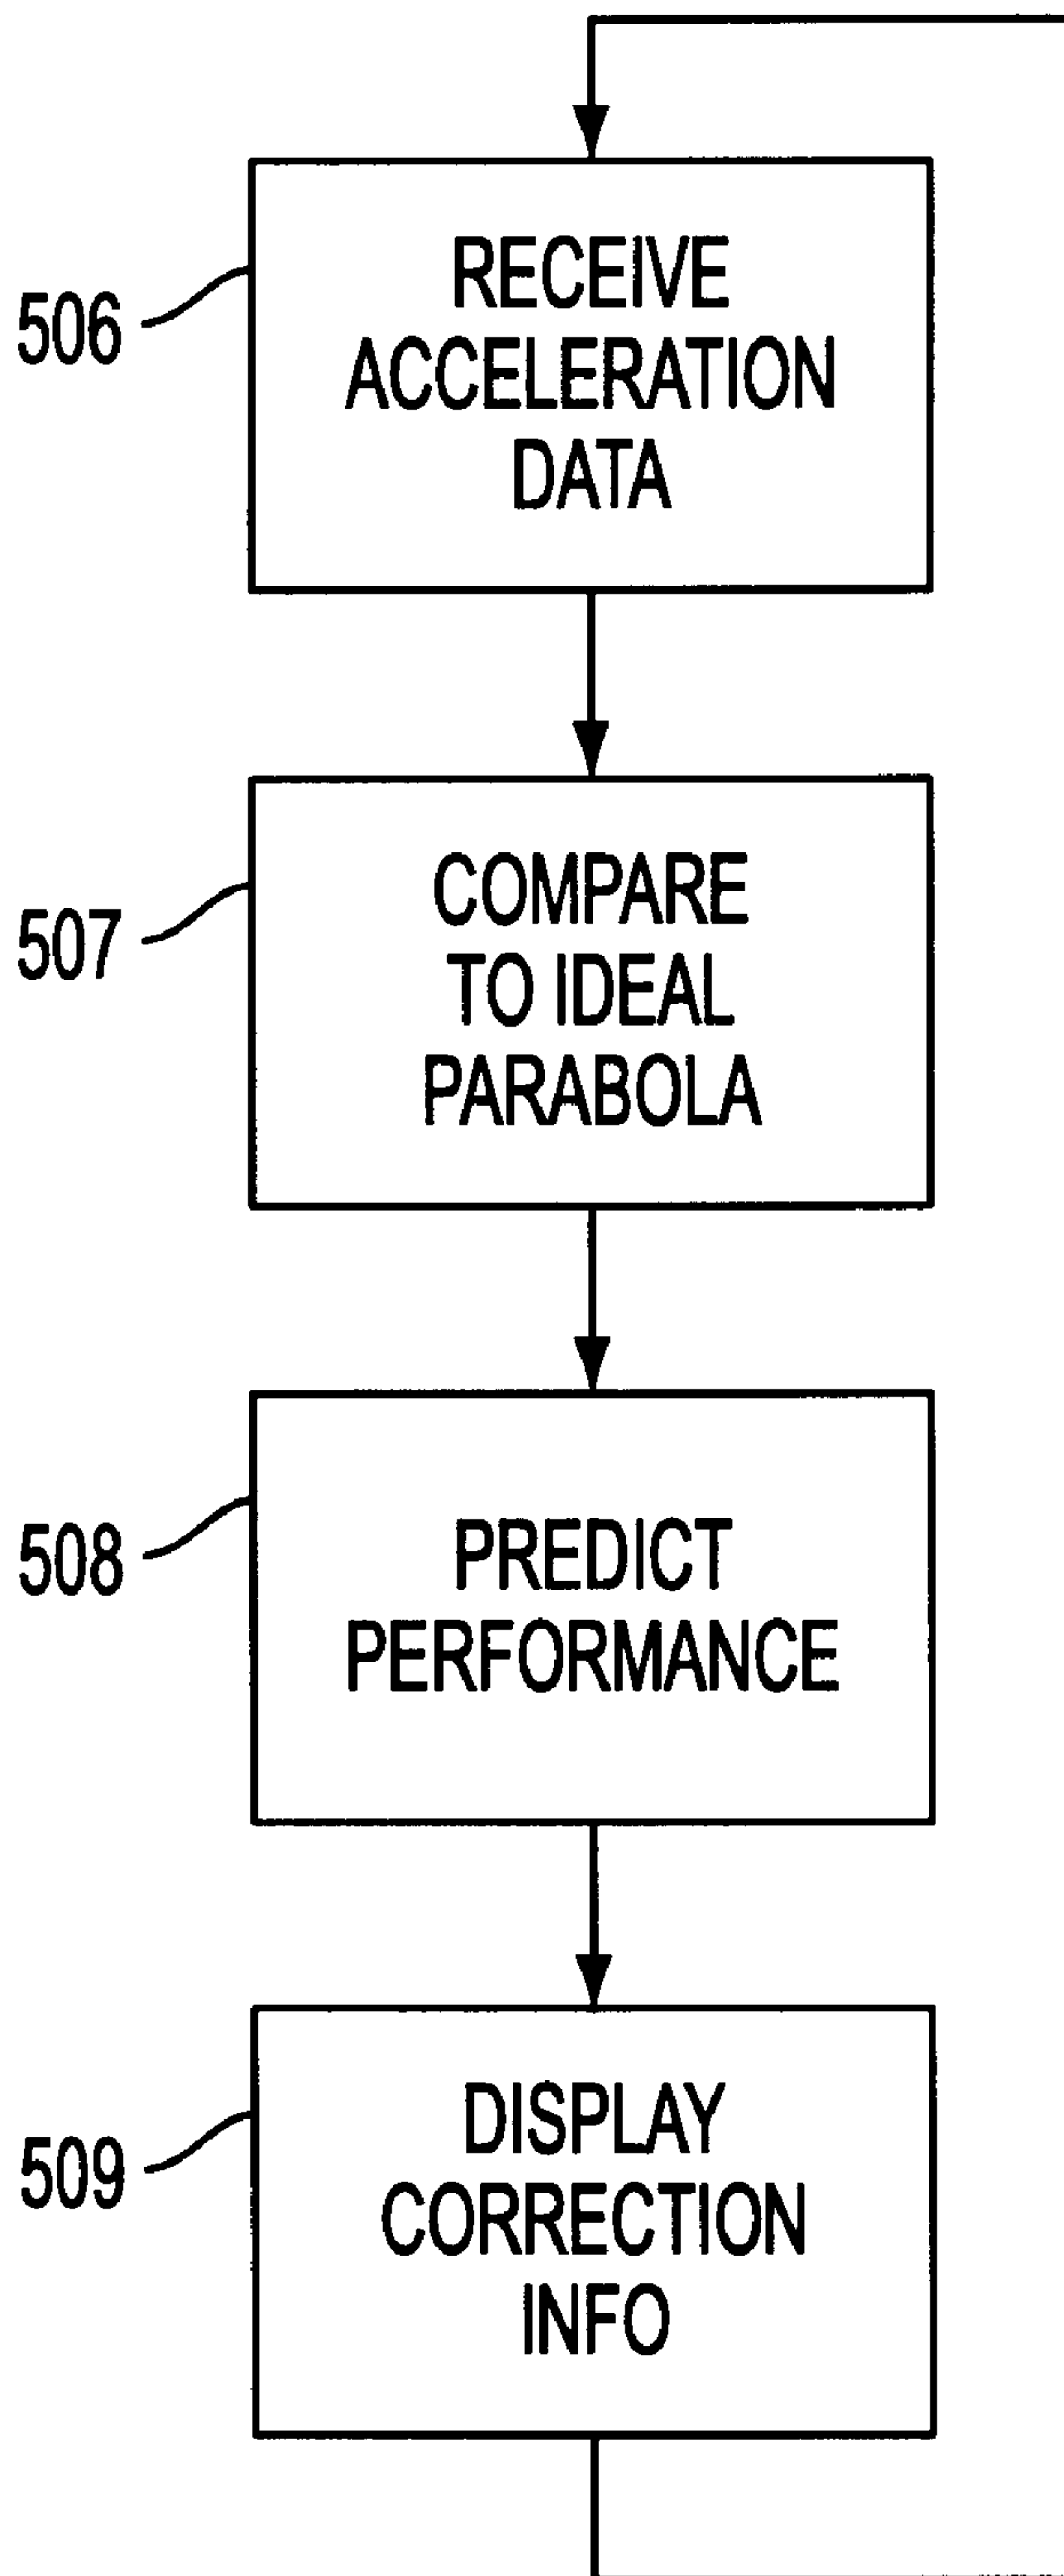 506
RECEIVE
ACCELERATION
DATA
507
COMPARE
TO IDEAL
PARABOLA
508
PREDICT
PERFORMANCE
509
DISPLAY
CORRECTION
INFO